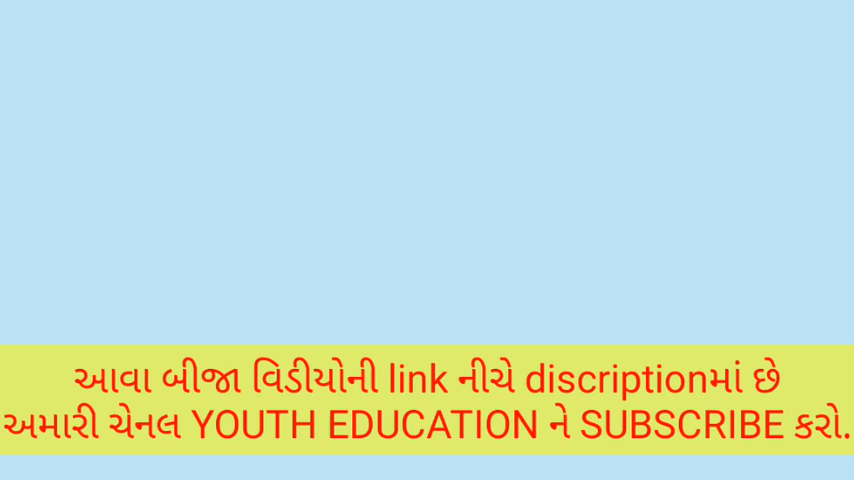 આવા બીજા વિડીયોની link નીચે discriptionમાં છે
અમારી ચેનલ YOUTH EDUCATION ને SUBSCRIBE કરો.